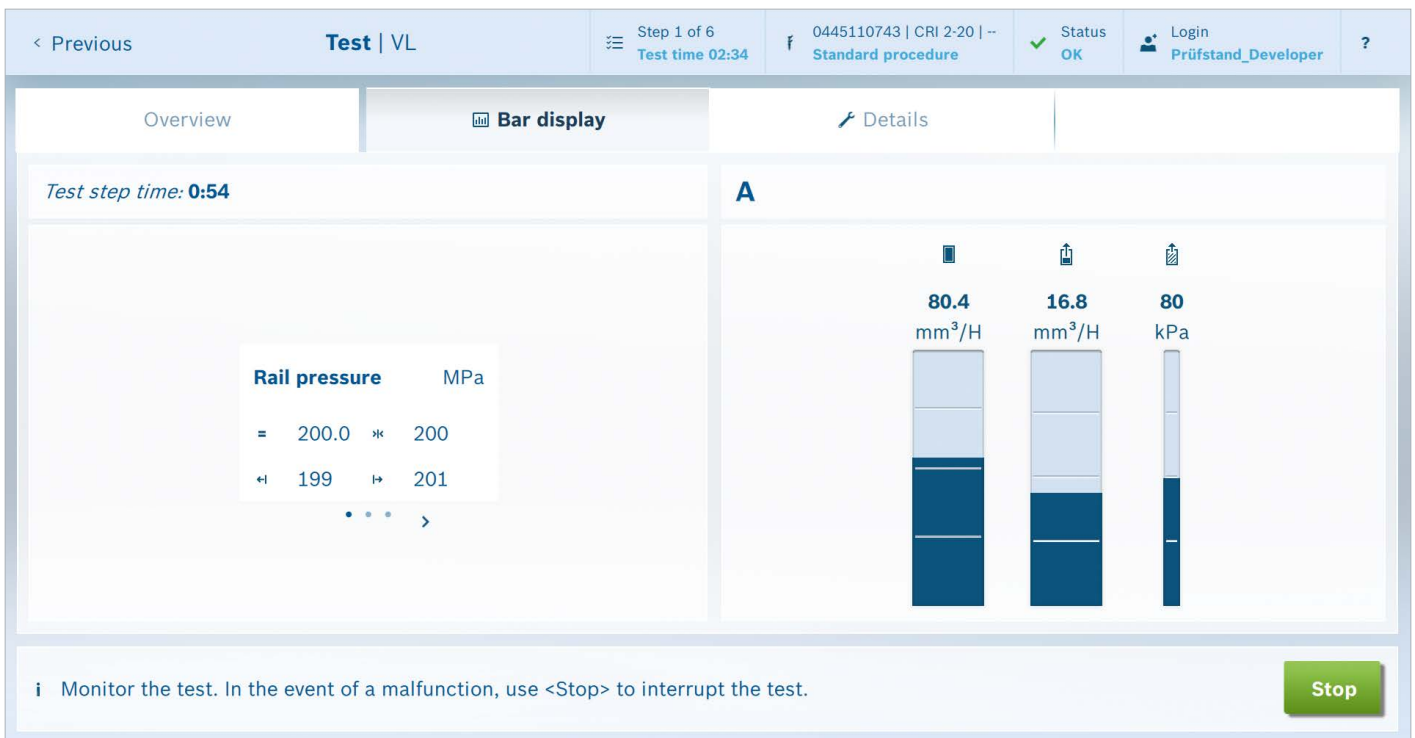 < Previous
Test | VL
Step 1 of 6
Test time 02:34
0445110743 | CRI 2-20 | --
Standard procedure
Status
OK
Login
Prüfstand_Developer
?
Overview
Bar display
Details
Test step time: 0:54
A
Rail pressure MPa
= 200.0 200
199 201
>
80.4 16.8 80
mm³/H mm³/H kPa
i Monitor the test. In the event of a malfunction, use <Stop> to interrupt the test.
Stop